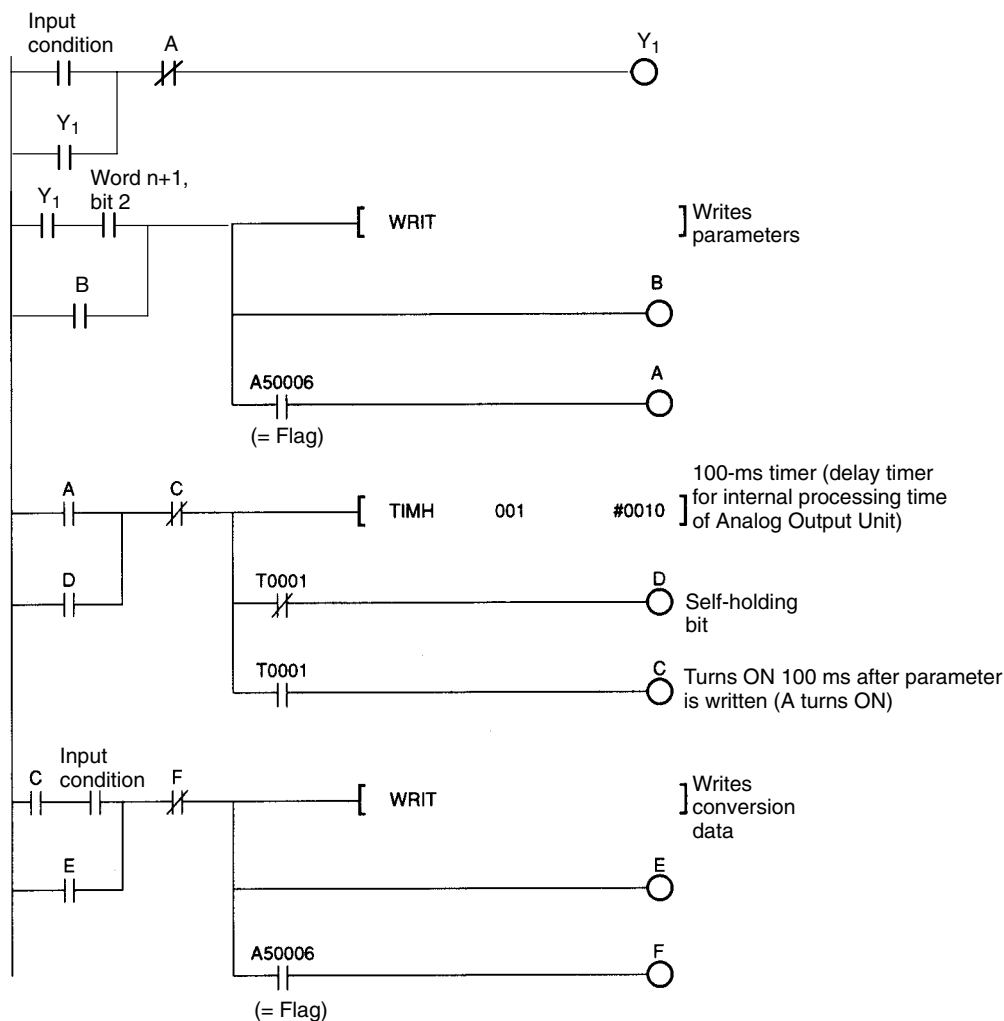 Input
condition
A
Y1
Y1
Word n+1,
bit 2
Y1
WRIT
Writes
parameters
B
B
A50006
A
(= Flag)
A
C
TIMH 001 #0010
100-ms timer (delay timer
for internal processing time
of Analog Output Unit)
D
T0001
D
Self-holding
bit
T0001
C
Turns ON 100 ms after parameter
is written (A turns ON)
Input
condition
C
F
WRIT
Writes
conversion
data
E
E
A50006
F
(= Flag)